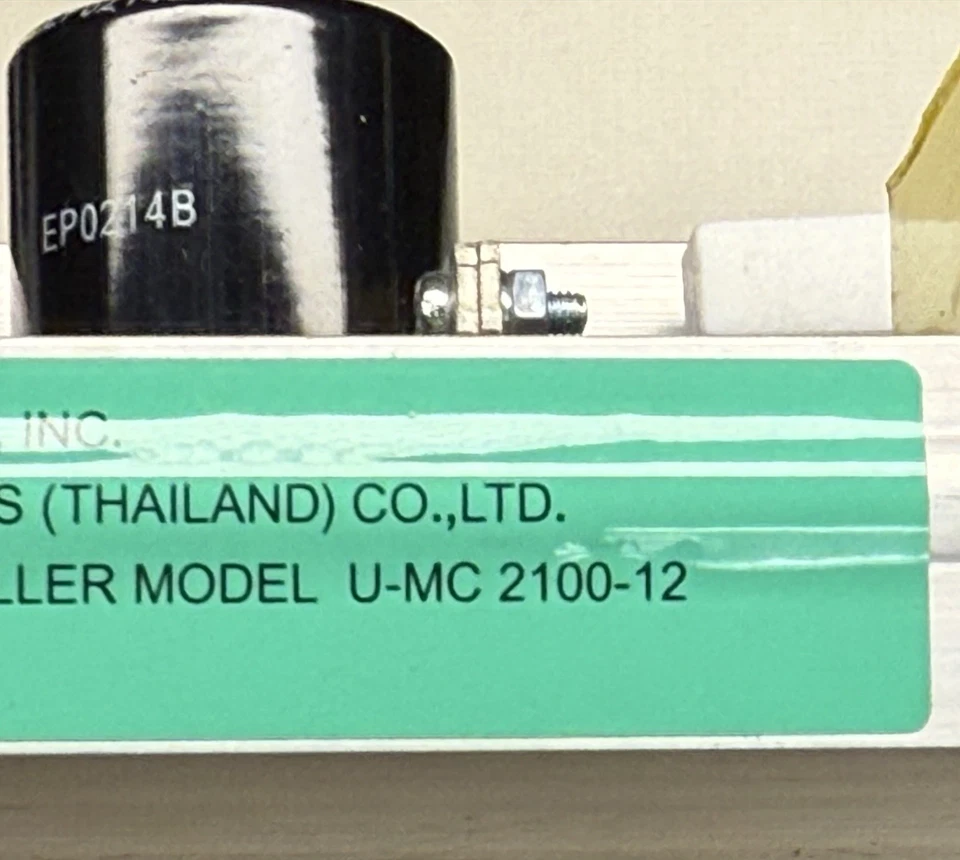 EP0214B
INC.
S (THAILAND) CO.,LTD.
LLER MODEL U-MC 2100-12